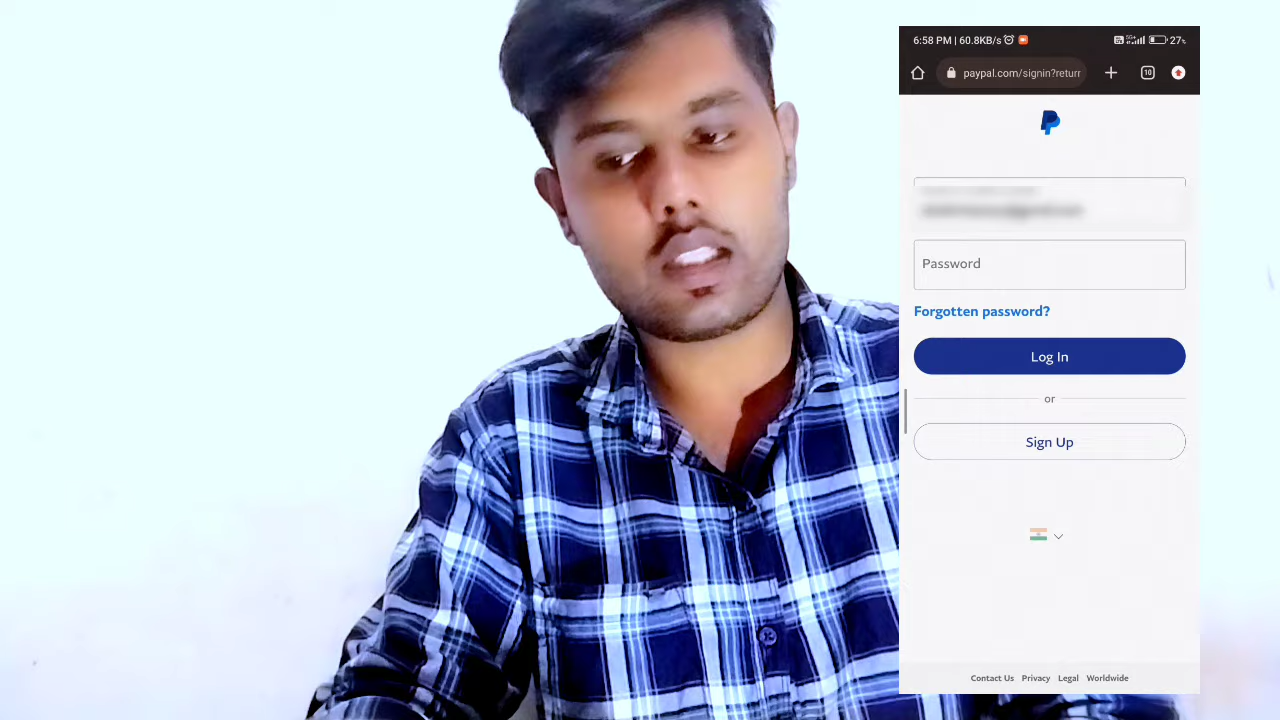 6:58 PM | 60.8KB/s 27%
paypal.com/signin?returr 10
Password
Forgotten password?
Log In
or
Sign Up
Contact Us Privacy Legal Worldwide